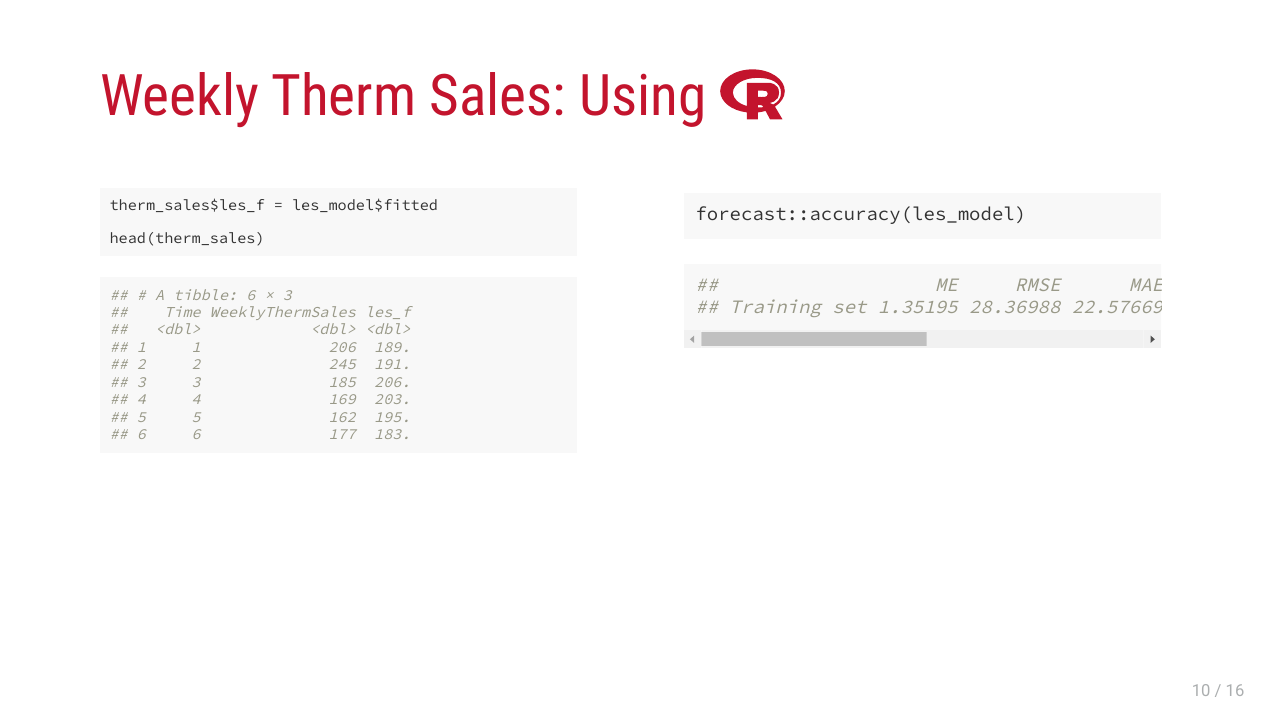 Weekly Therm Sales: Using R
therm_sales$les_f = les_model$fitted
head(therm_sales)
## # A tibble: 6 × 3
##    Time WeeklyThermSales les_f
##   <dbl>            <dbl> <dbl>
## 1     1              206  189.
## 2     2              245  191.
## 3     3              185  206.
## 4     4              169  203.
## 5     5              162  195.
## 6     6              177  183.
forecast::accuracy(les_model)
##                   ME     RMSE      MAE
## Training set 1.35195 28.36988 22.57669
10 / 16